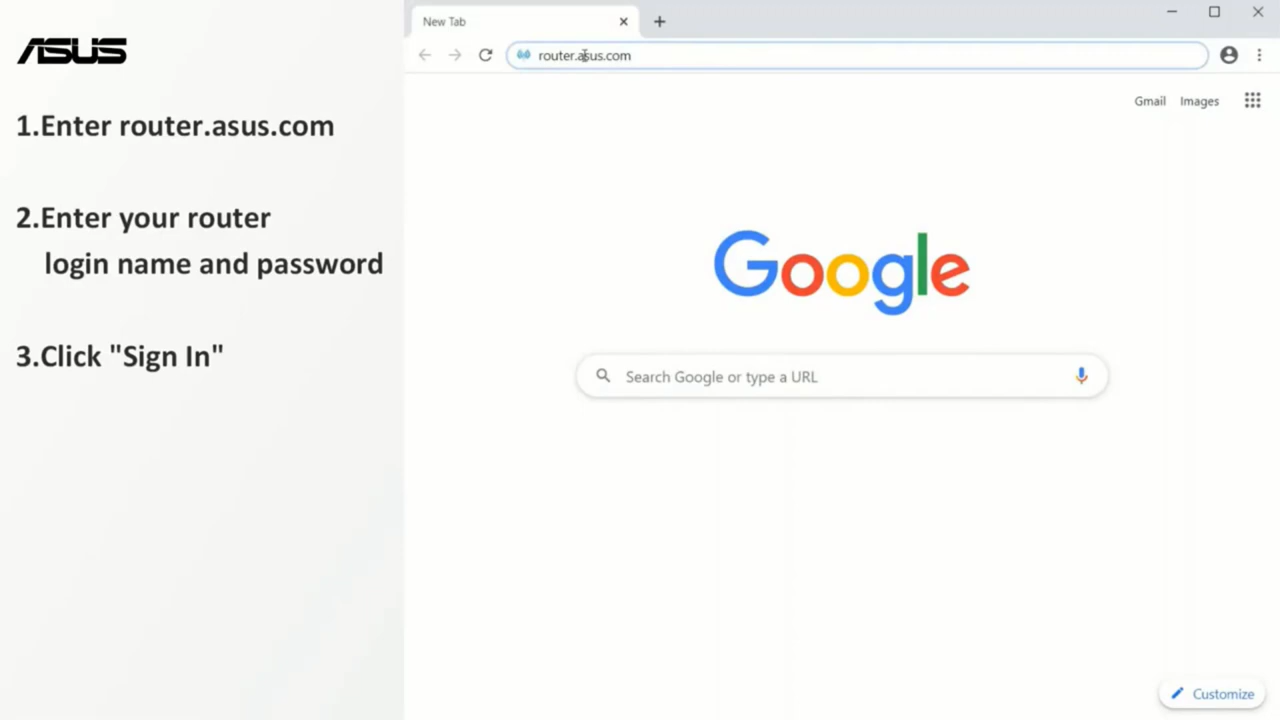 ASUS
1.Enter router.asus.com
2.Enter your router
login name and password
3.Click "Sign In"
New Tab
router.asus.com
Gmail Images
Google
Search Google or type a URL
Customize